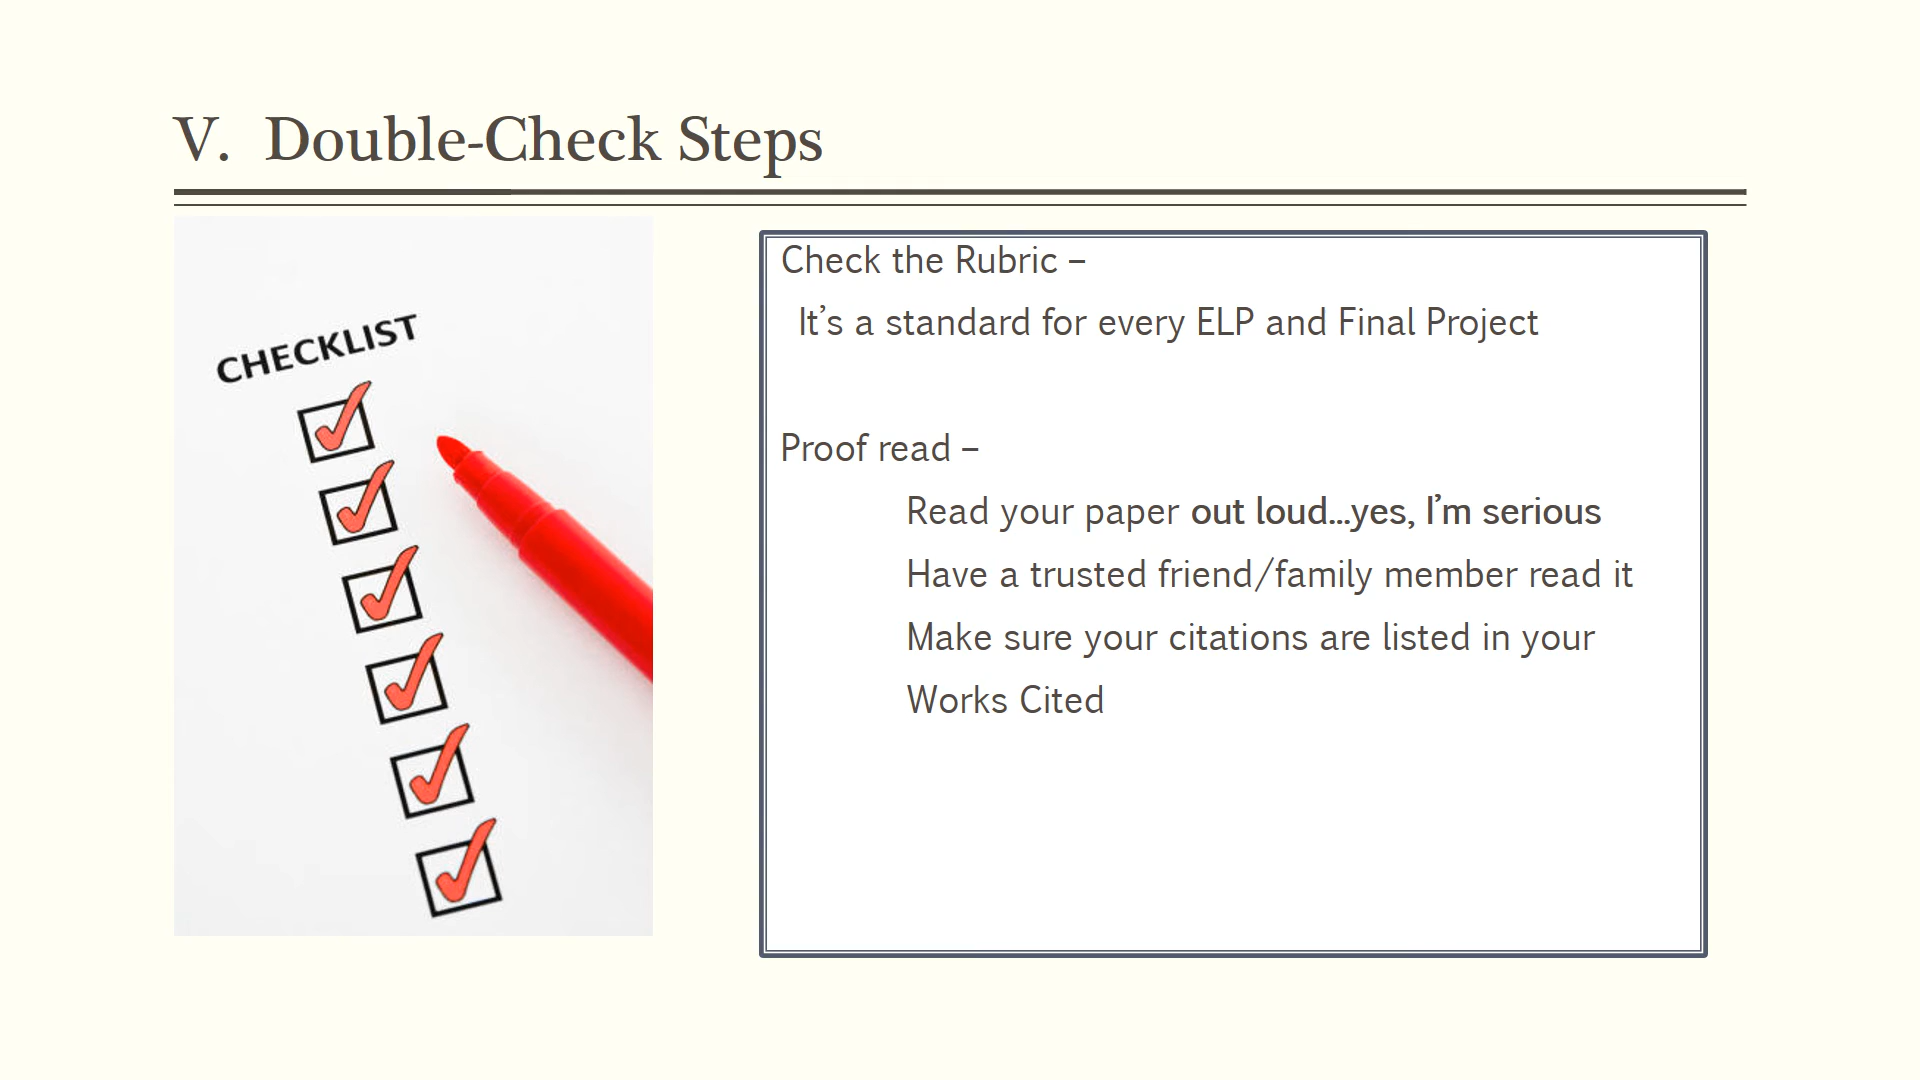 V. Double-Check Steps
CHECKLIST
Check the Rubric –
It's a standard for every ELP and Final Project
Proof read –
Read your paper out loud...yes, I'm serious
Have a trusted friend/family member read it
Make sure your citations are listed in your
Works Cited